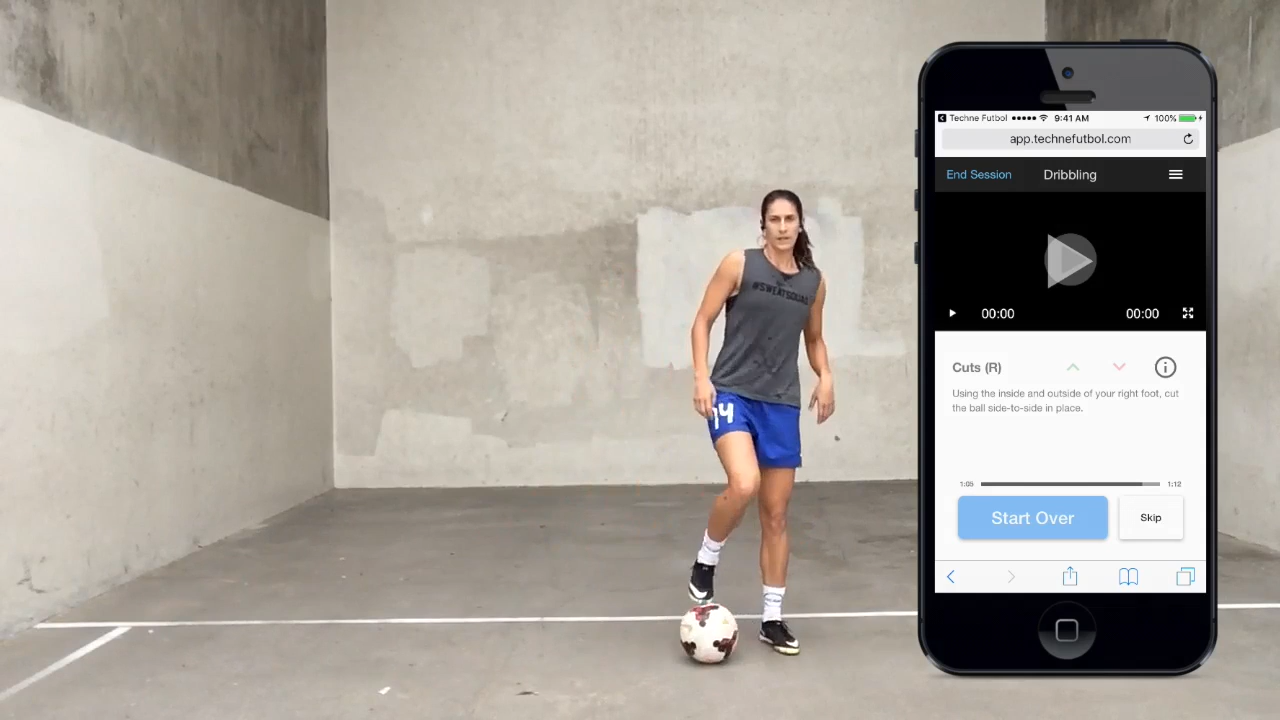 #SWEATSQUAD
14
Techne Futbol
9:41 AM
100%
app.technefutbol.com
End Session
Dribbling
00:00
00:00
Cuts (R)
Using the inside and outside of your right foot, cut
the ball side-to-side in place.
1:05
1:12
Start Over
Skip